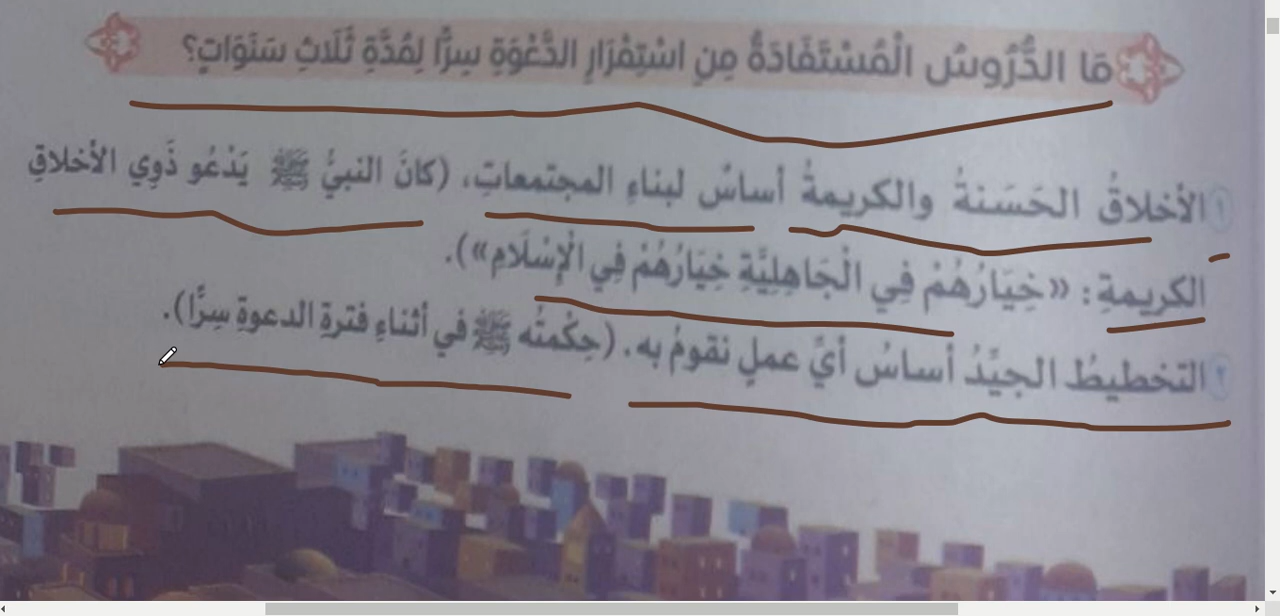 مَا الدُّرُوسُ الْمُسْتَفَادَةُ مِنِ اسْتِمْرَارِ الدَّعْوَةِ سِرًّا لِمُدَّةِ ثَلَاثِ سَنَوَاتٍ؟
١ الأخلاقُ الحَسَنةُ والكريمةُ أساسٌ لبناءِ المجتمعاتِ، (كانَ النبيُّ ﷺ يَدْعُو ذَوِي الأخلاقِ
الكريمةِ: «خِيَارُهُمْ فِي الْجَاهِلِيَّةِ خِيَارُهُمْ فِي الْإِسْلَامِ»).
٢ التخطيطُ الجيِّدُ أساسُ أيِّ عملٍ نقومُ به. (حِكْمتُه ﷺ في أثناءِ فترةِ الدعوةِ سِرًّا).